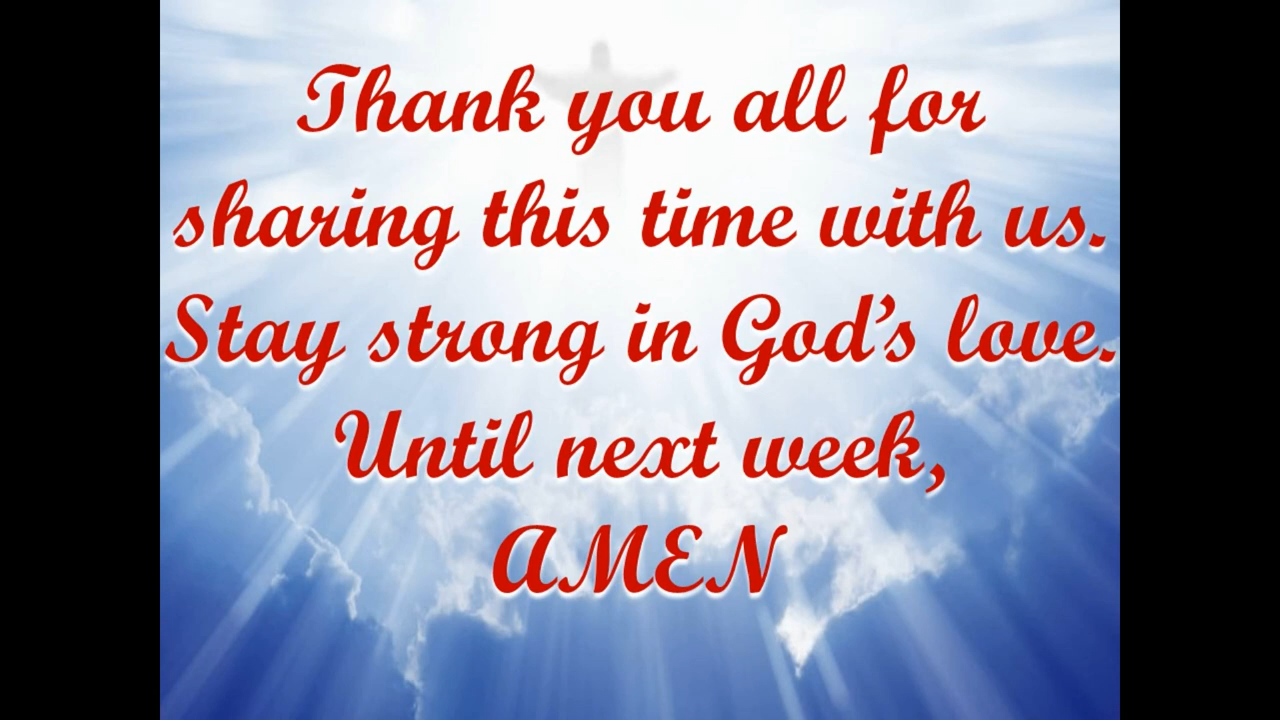 Thank you all for
sharing this time with us.
Stay strong in God's love.
Until next week,
AMEN